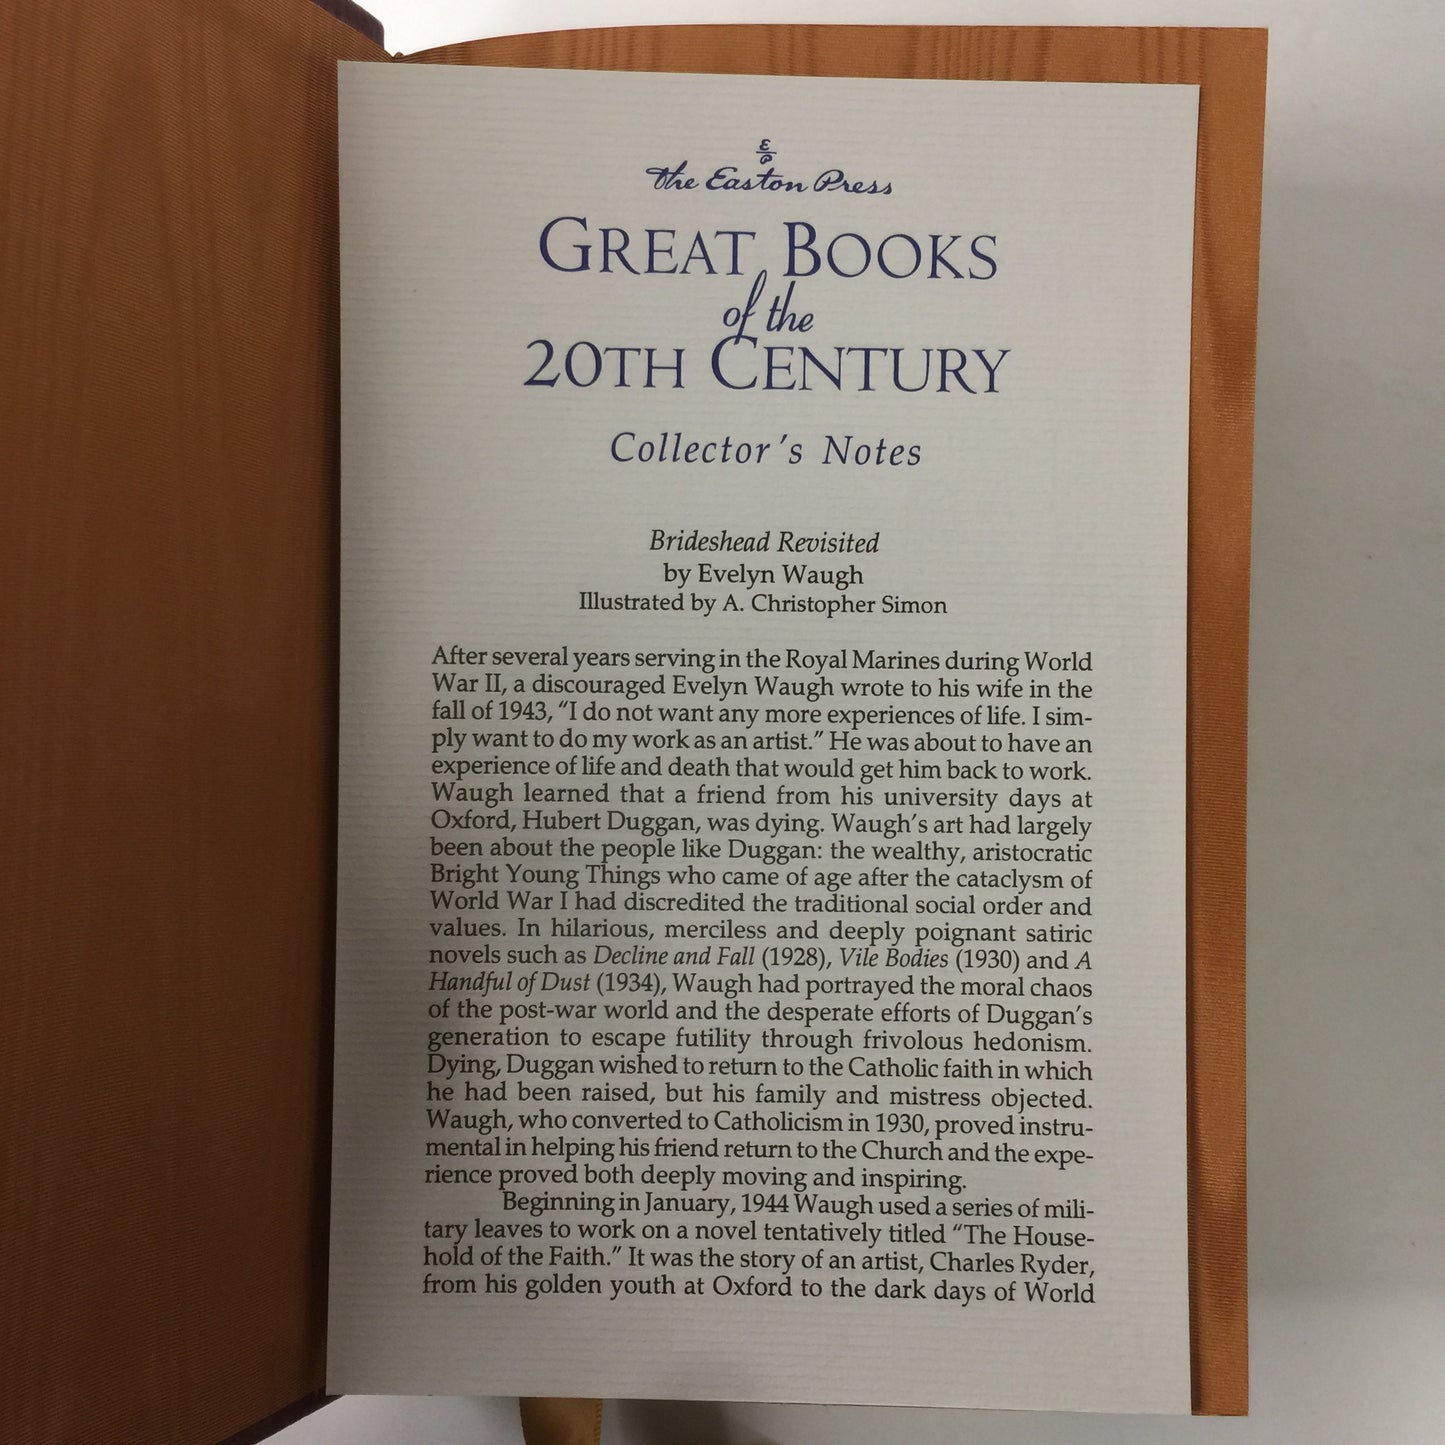 E
P
The Easton Press
GREAT BOOKS
of the
20TH CENTURY
Collector's Notes
Brideshead Revisited
by Evelyn Waugh
Illustrated by A. Christopher Simon
After several years serving in the Royal Marines during World
War II, a discouraged Evelyn Waugh wrote to his wife in the
fall of 1943, “I do not want any more experiences of life. I sim-
ply want to do my work as an artist.” He was about to have an
experience of life and death that would get him back to work.
Waugh learned that a friend from his university days at
Oxford, Hubert Duggan, was dying. Waugh's art had largely
been about the people like Duggan: the wealthy, aristocratic
Bright Young Things who came of age after the cataclysm of
World War I had discredited the traditional social order and
values. In hilarious, merciless and deeply poignant satiric
novels such as Decline and Fall (1928), Vile Bodies (1930) and A
Handful of Dust (1934), Waugh had portrayed the moral chaos
of the post-war world and the desperate efforts of Duggan's
generation to escape futility through frivolous hedonism.
Dying, Duggan wished to return to the Catholic faith in which
he had been raised, but his family and mistress objected.
Waugh, who converted to Catholicism in 1930, proved instru-
mental in helping his friend return to the Church and the expe-
rience proved both deeply moving and inspiring.
Beginning in January, 1944 Waugh used a series of mili-
tary leaves to work on a novel tentatively titled “The House-
hold of the Faith.” It was the story of an artist, Charles Ryder,
from his golden youth at Oxford to the dark days of World